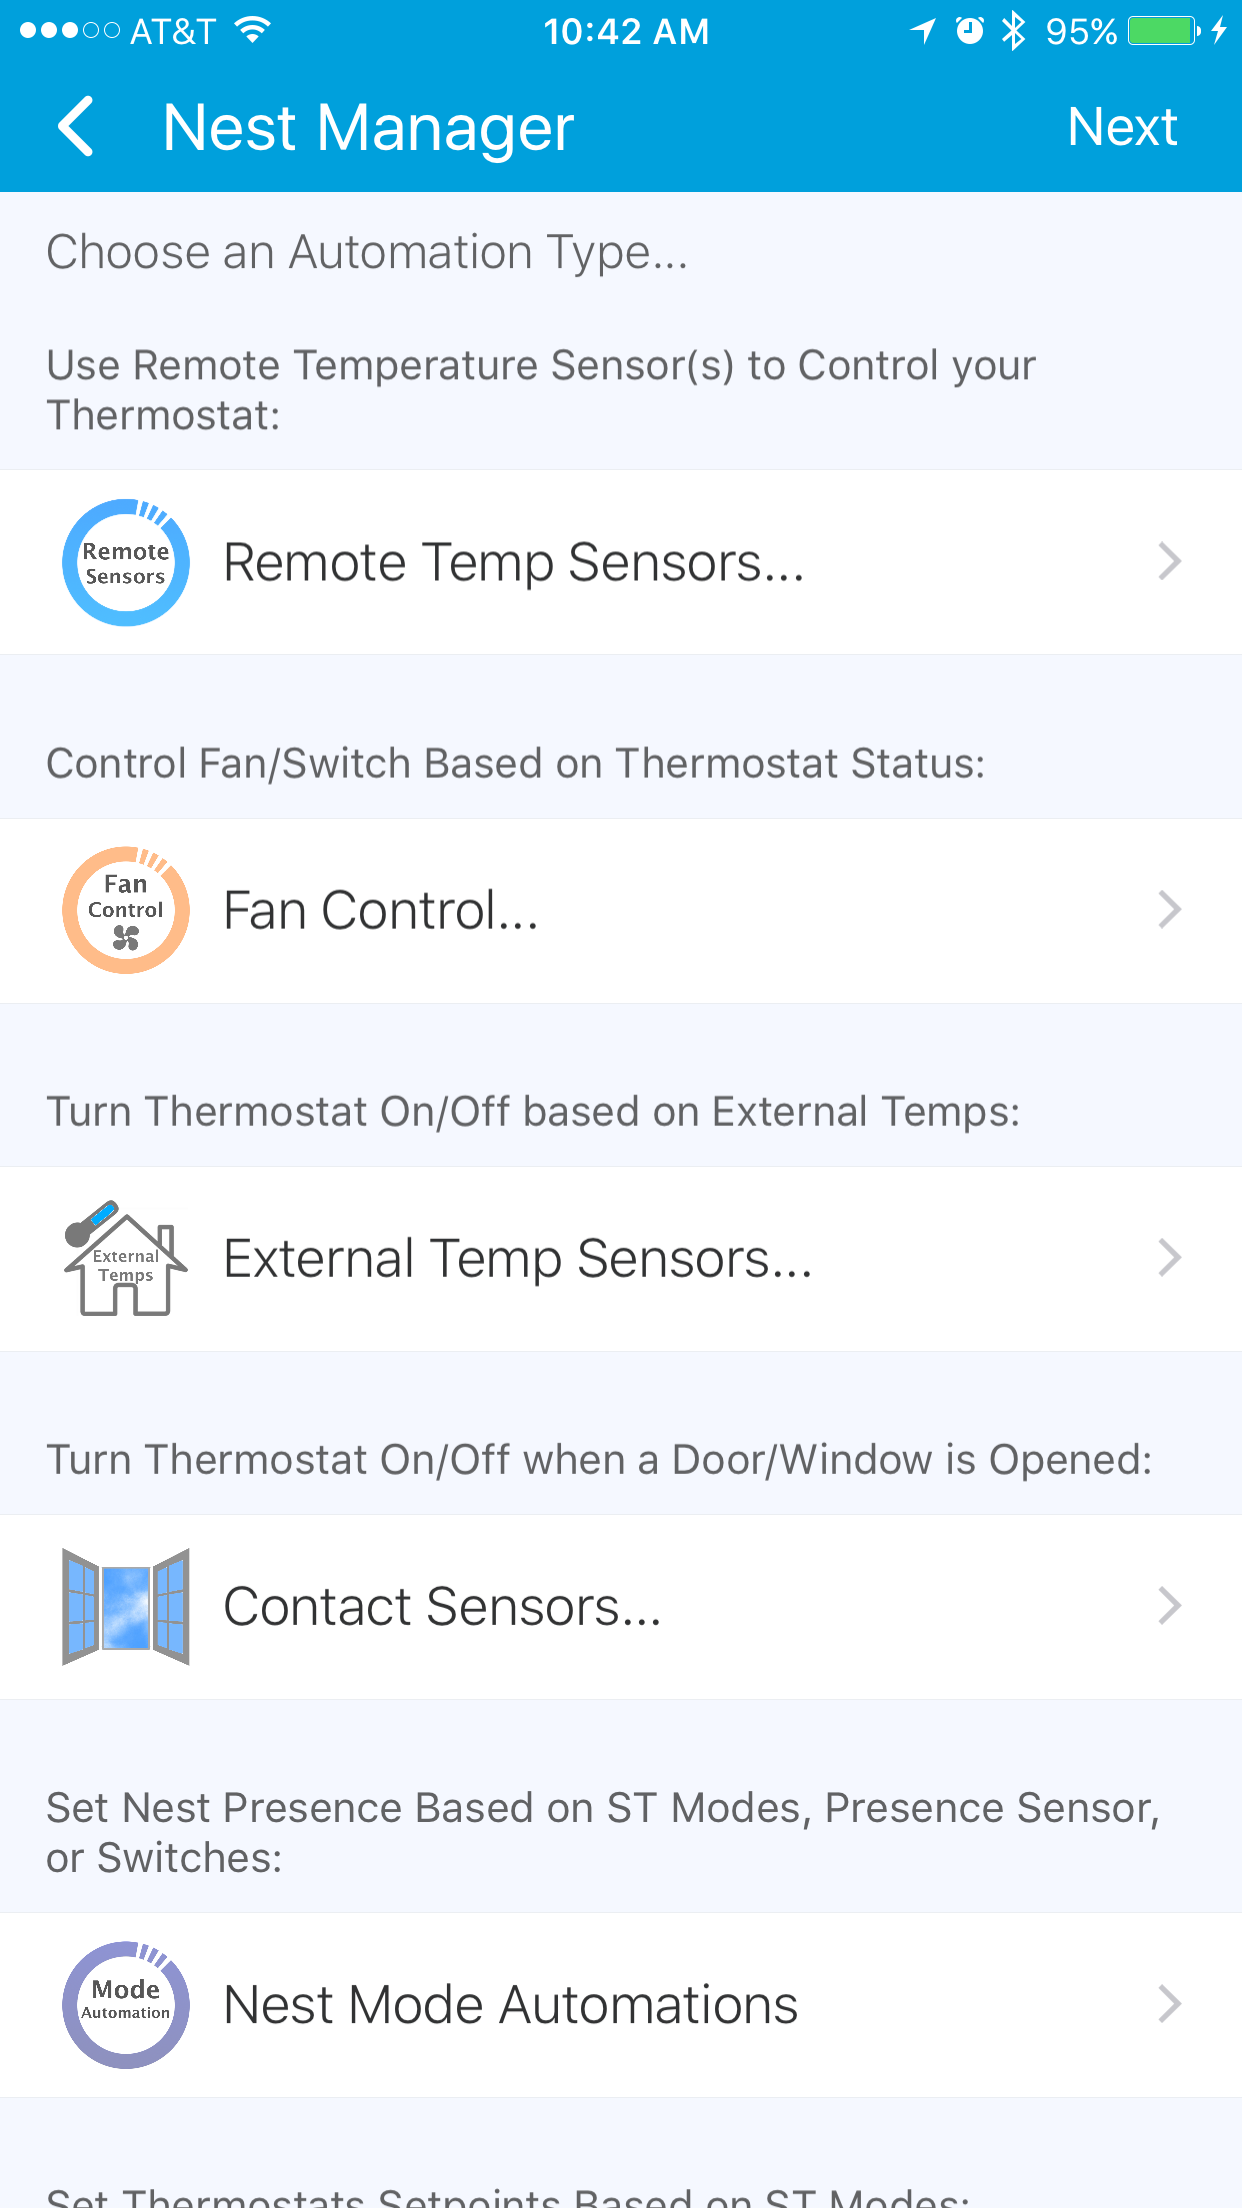 AT&T 10:42 AM 95%
Nest Manager Next
Choose an Automation Type...
Use Remote Temperature Sensor(s) to Control your
Thermostat:
Remote
Sensors
Remote Temp Sensors...
Control Fan/Switch Based on Thermostat Status:
Fan
Control
Fan Control...
Turn Thermostat On/Off based on External Temps:
External
Temps
External Temp Sensors...
Turn Thermostat On/Off when a Door/Window is Opened:
Contact Sensors...
Set Nest Presence Based on ST Modes, Presence Sensor,
or Switches:
Mode
Automation
Nest Mode Automations
Set Thermostats Setpoints Based on ST Modes: